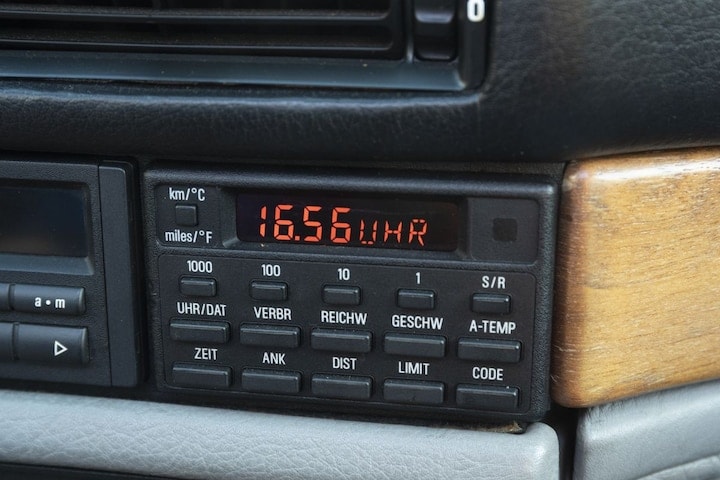 0
km/°C
16.56 UHR
miles/°F
1000 100 10 1 S/R
a•m
UHR/DAT VERBR REICHW GESCHW A-TEMP
ZEIT ANK DIST LIMIT CODE